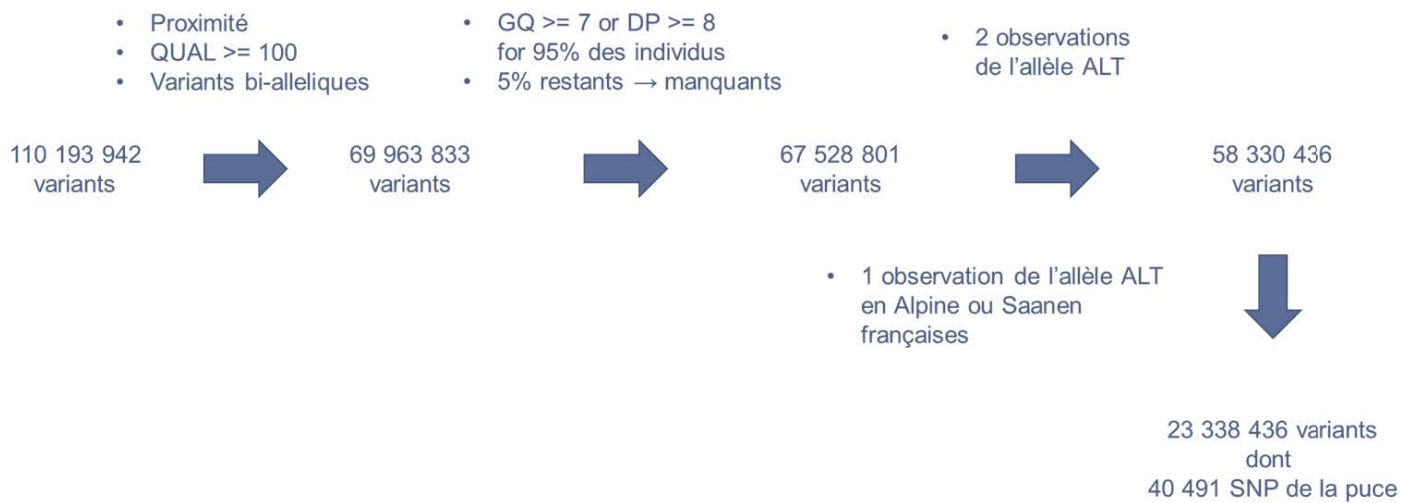 • Proximité
• QUAL >= 100
• Variants bi-alleliques
• GQ >= 7 or DP >= 8
for 95% des individus
• 5% restants → manquants
• 2 observations
de l'allèle ALT
110 193 942
variants
69 963 833
variants
67 528 801
variants
58 330 436
variants
• 1 observation de l'allèle ALT
en Alpine ou Saanen
françaises
23 338 436 variants
dont
40 491 SNP de la puce